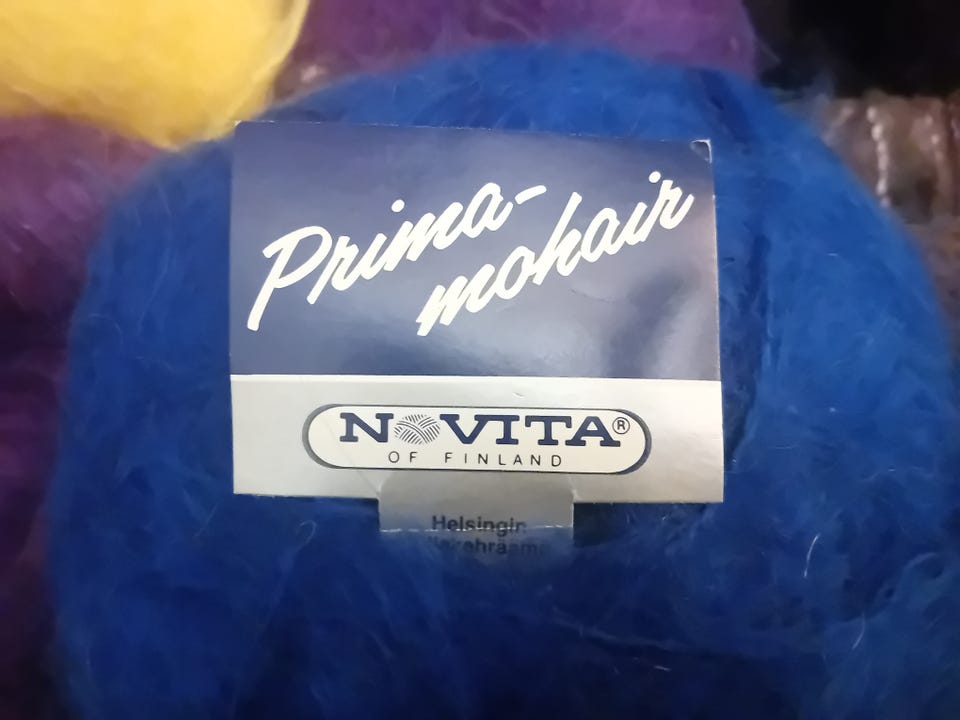 Prima-
mohair
NOVITA®
OF FINLAND
Helsingin